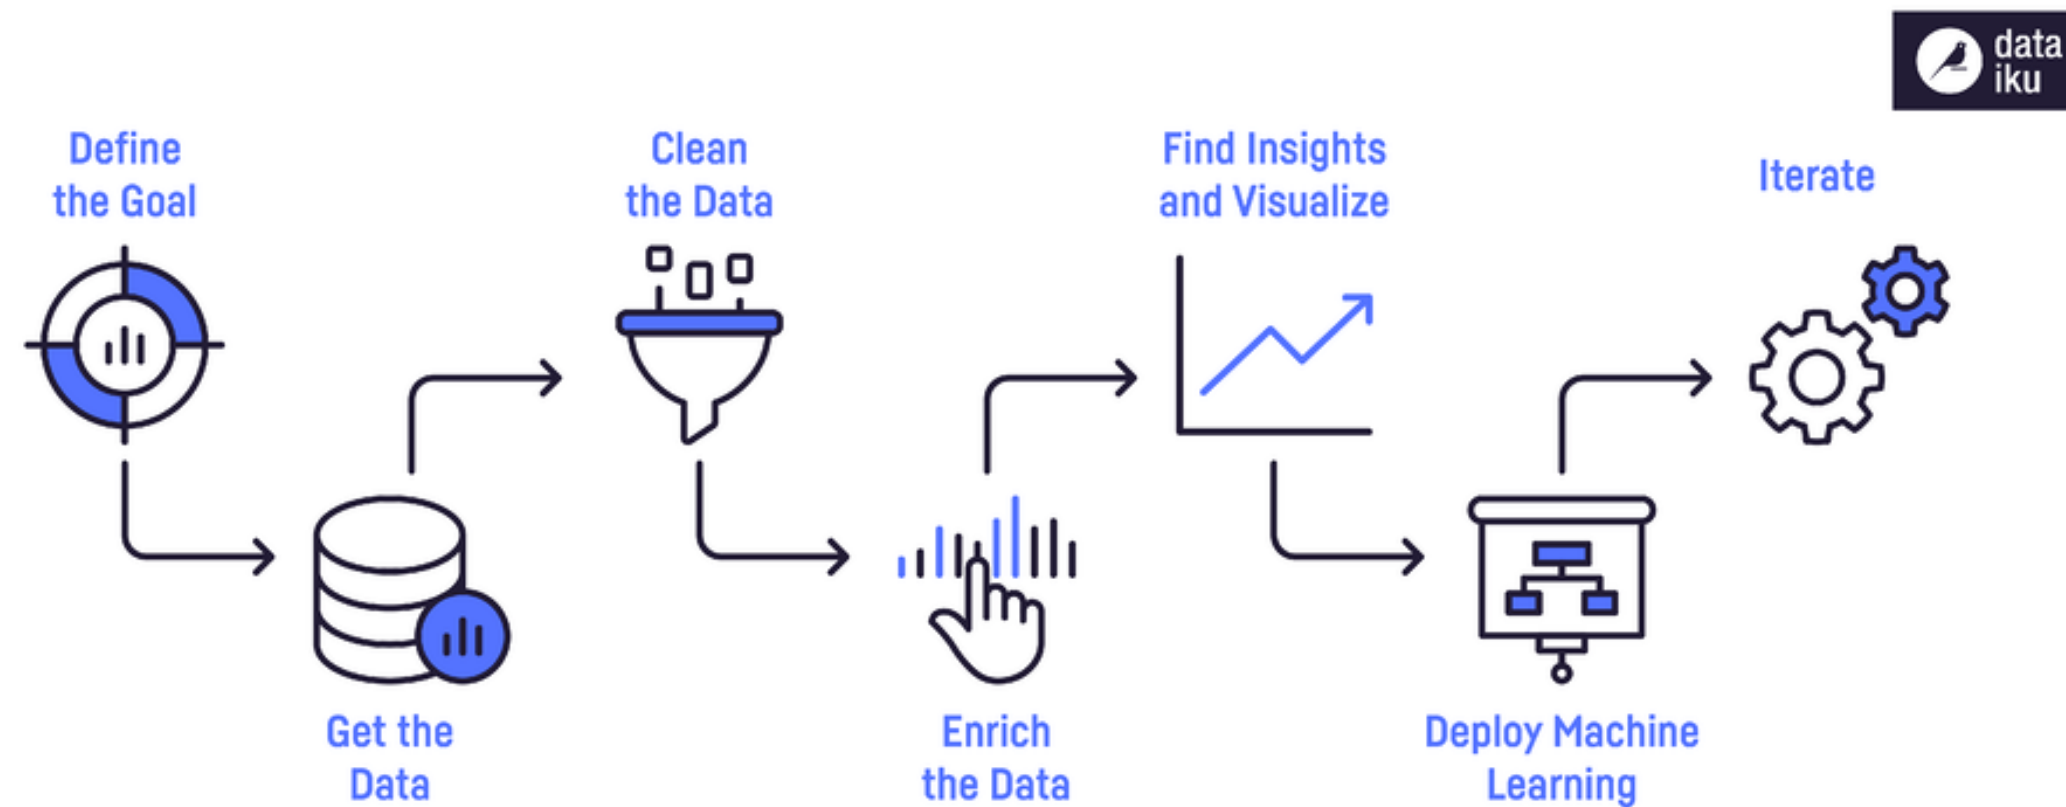 data
iku
Define
the Goal
Get the
Data
Clean
the Data
Enrich
the Data
Find Insights
and Visualize
Deploy Machine
Learning
Iterate